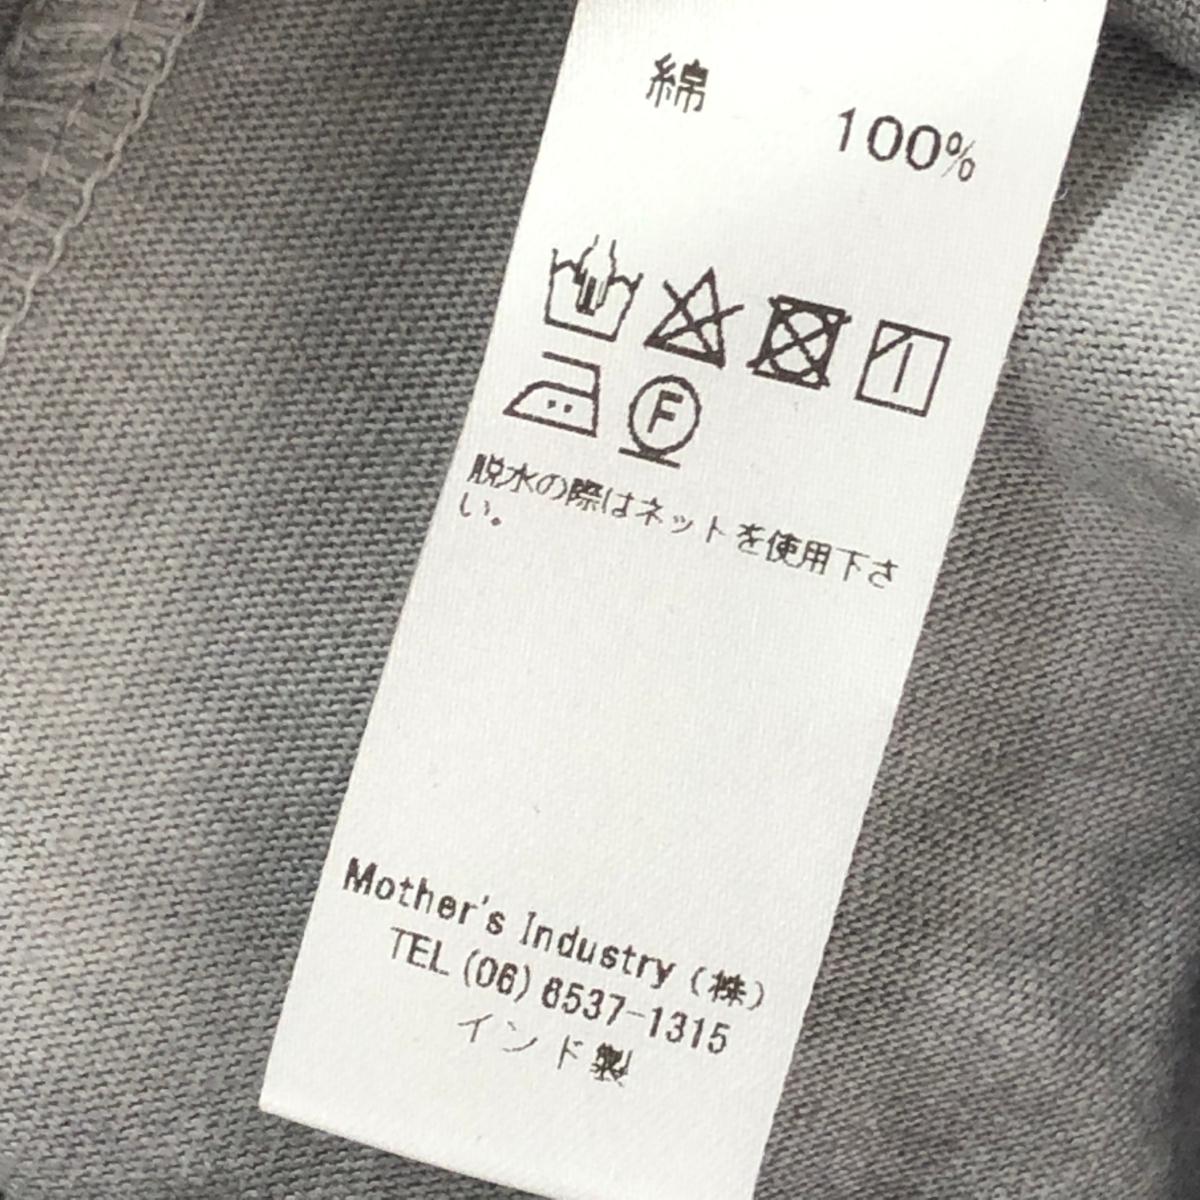 綿 100%
F
脱水の際はネットを使用下さ
い。
Mother's Industry (株)
TEL (06) 6537-1315
インド製